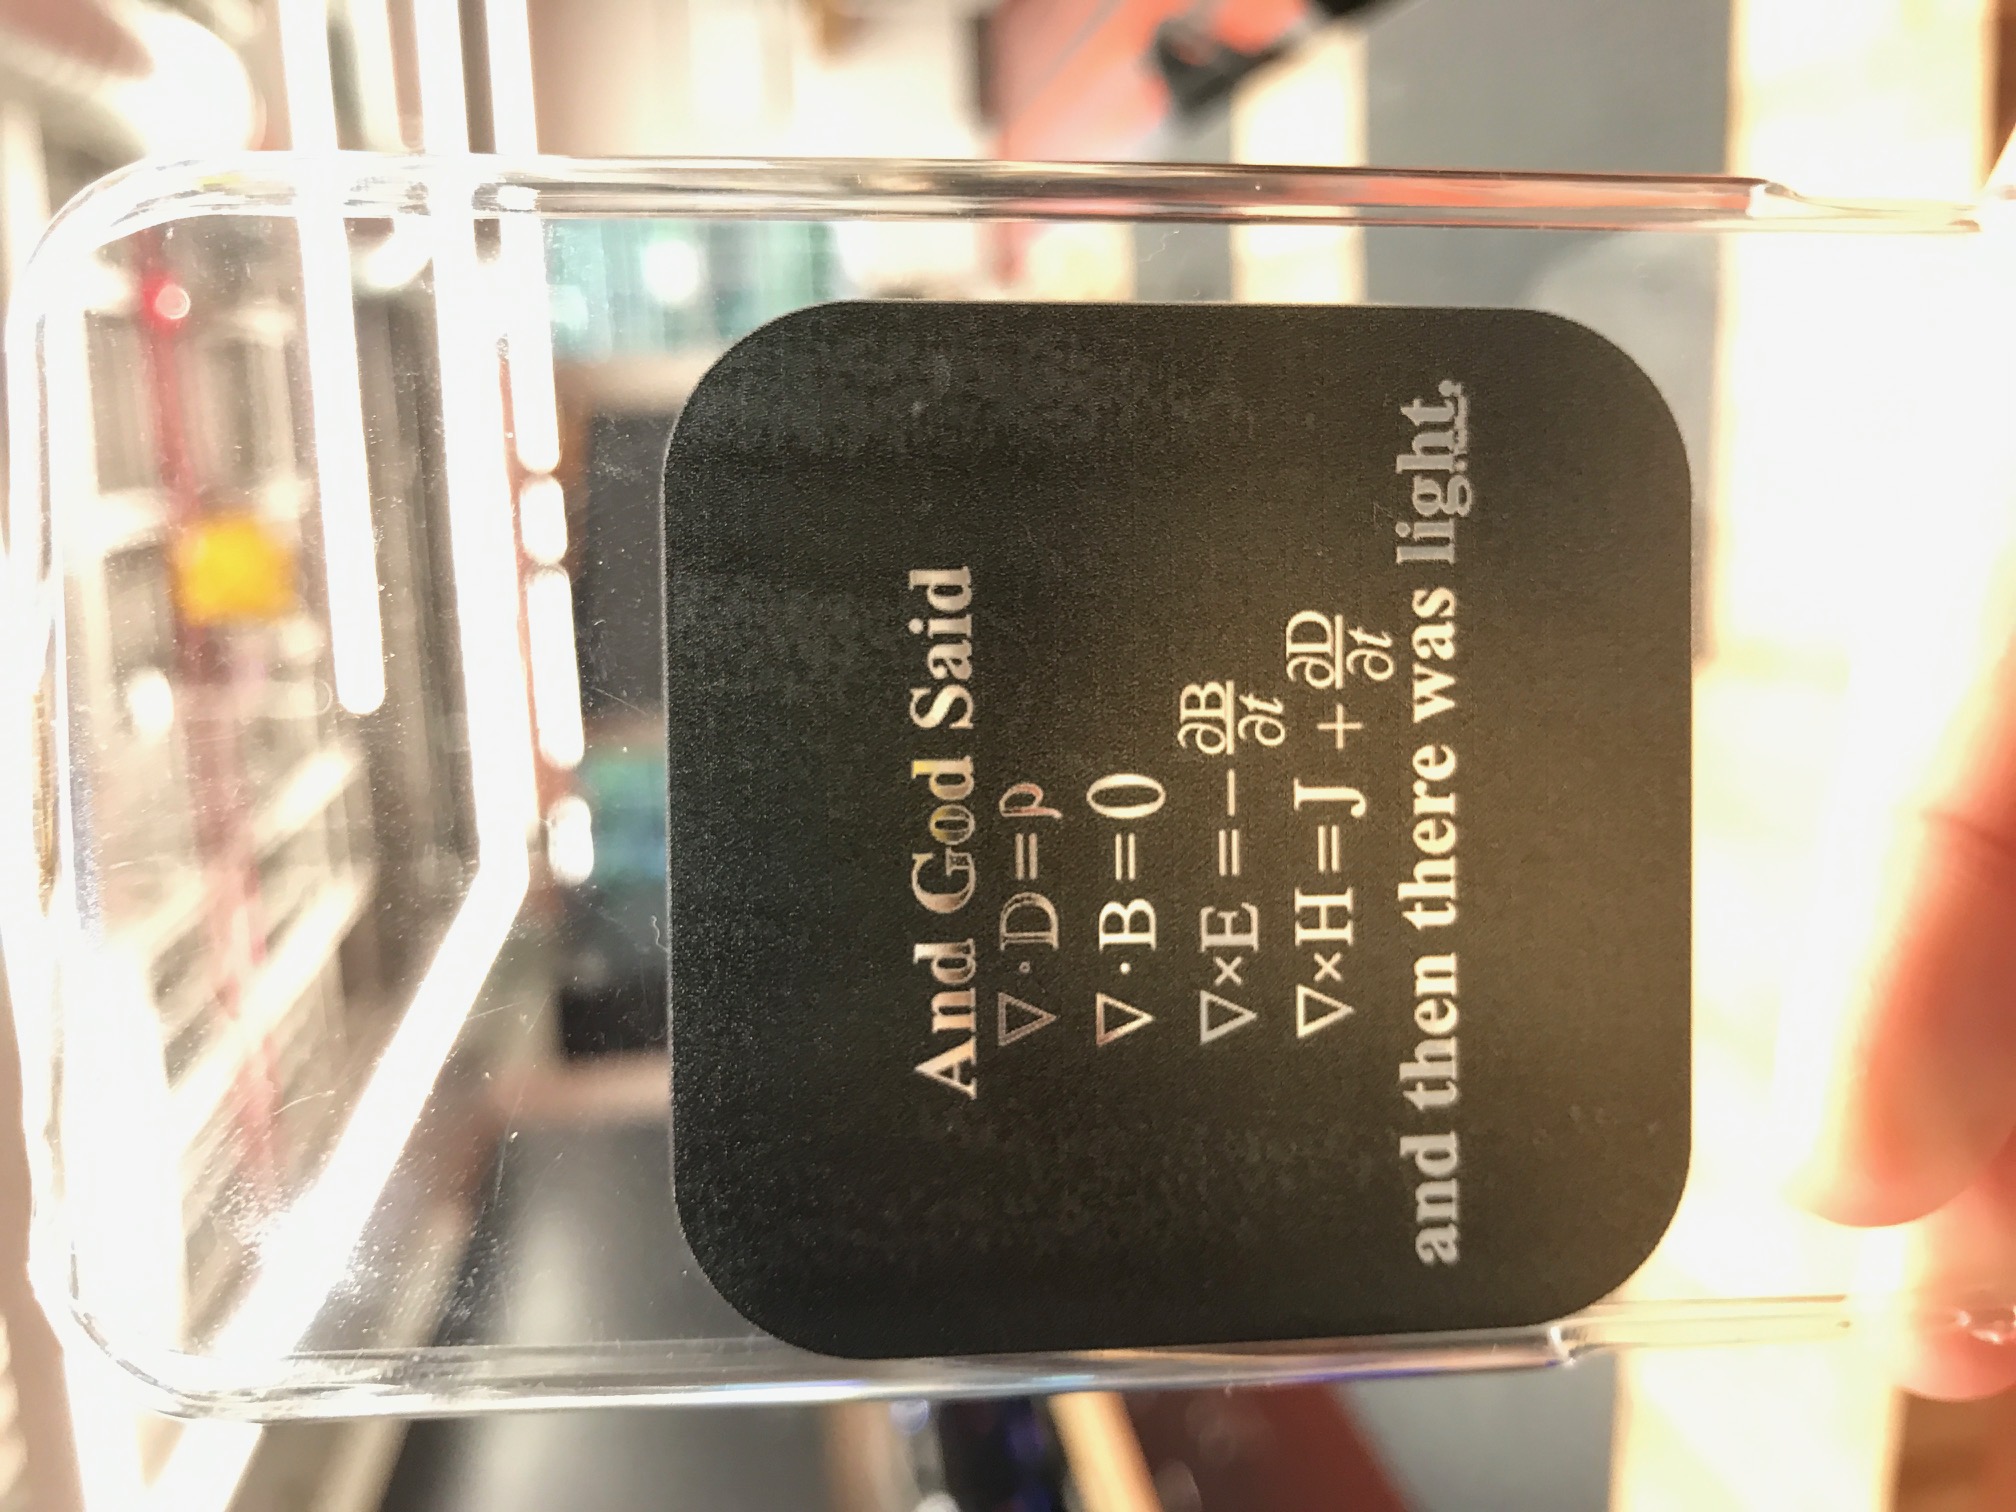 And God Said
∇·D=ρ
∇·B=0
∇×E=-∂B/∂t
∇×H=J+∂D/∂t
and then there was light.